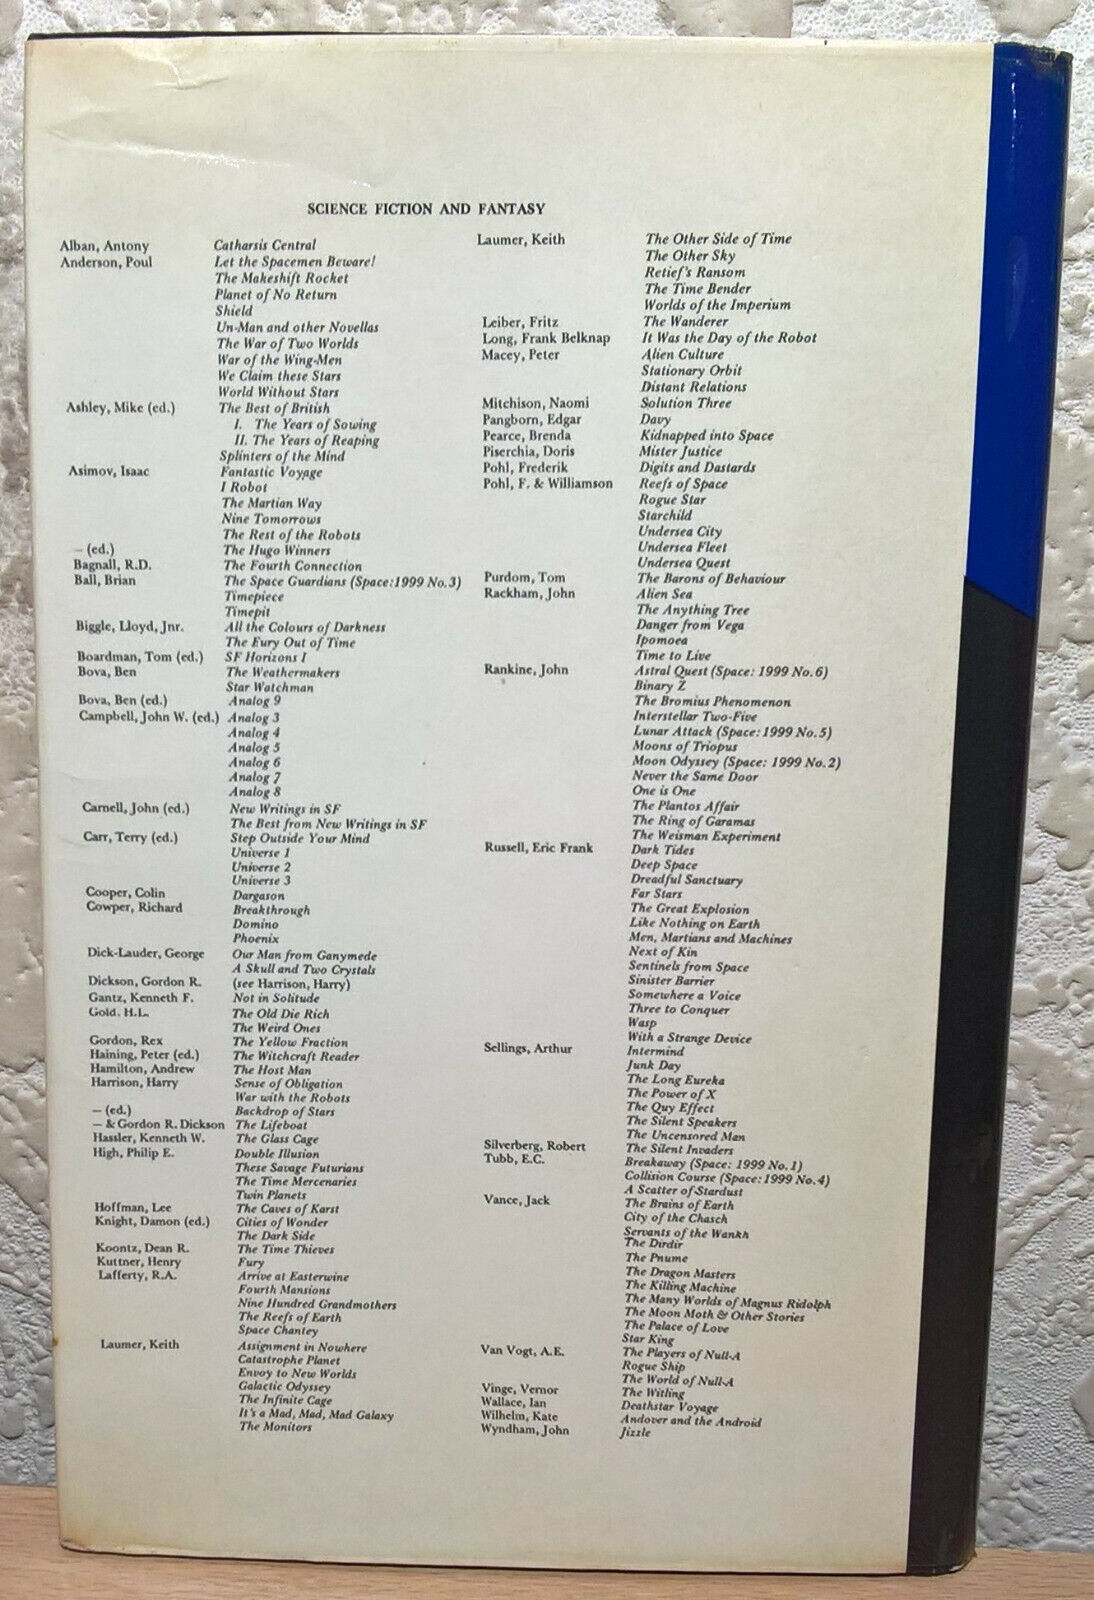 SCIENCE FICTION AND FANTASY
Alban, Antony Catharsis Central
Anderson, Poul Let the Spacemen Beware!
The Makeshift Rocket
Planet of No Return
Shield
Un-Man and other Novellas
The War of Two Worlds
War of the Wing-Men
We Claim these Stars
World Without Stars
Ashley, Mike (ed.) The Best of British
I. The Years of Sowing
II. The Years of Reaping
Splinters of the Mind
Asimov, Isaac Fantastic Voyage
I Robot
The Martian Way
Nine Tomorrows
The Rest of the Robots
— (ed.) The Hugo Winners
Bagnall, R.D. The Fourth Connection
Ball, Brian The Space Guardians (Space:1999 No.3)
Timepiece
Timepit
Biggle, Lloyd, Jnr. All the Colours of Darkness
The Fury Out of Time
Boardman, Tom (ed.) SF Horizons I
Bova, Ben The Weathermakers
Star Watchman
Bova, Ben (ed.) Analog 9
Campbell, John W. (ed.) Analog 3
Analog 4
Analog 5
Analog 6
Analog 7
Analog 8
Carnell, John (ed.) New Writings in SF
The Best from New Writings in SF
Carr, Terry (ed.) Step Outside Your Mind
Universe 1
Universe 2
Universe 3
Cooper, Colin Dargason
Cowper, Richard Breakthrough
Domino
Phoenix
Dick-Lauder, George Our Man from Ganymede
A Skull and Two Crystals
Dickson, Gordon R. (see Harrison, Harry)
Gantz, Kenneth F. Not in Solitude
Gold. H.L. The Old Die Rich
The Weird Ones
Gordon, Rex The Yellow Fraction
Haining, Peter (ed.) The Witchcraft Reader
Hamilton, Andrew The Host Man
Harrison, Harry Sense of Obligation
War with the Robots
— (ed.) Backdrop of Stars
— & Gordon R. Dickson The Lifeboat
Hassler, Kenneth W. The Glass Cage
High, Philip E. Double Illusion
These Savage Futurians
The Time Mercenaries
Twin Planets
Hoffman, Lee The Caves of Karst
Knight, Damon (ed.) Cities of Wonder
The Dark Side
Koontz, Dean R. The Time Thieves
Kuttner, Henry Fury
Lafferty, R.A. Arrive at Easterwine
Fourth Mansions
Nine Hundred Grandmothers
The Reefs of Earth
Space Chantey
Laumer, Keith Assignment in Nowhere
Catastrophe Planet
Envoy to New Worlds
Galactic Odyssey
The Infinite Cage
It's a Mad, Mad, Mad Galaxy
The Monitors
Laumer, Keith The Other Side of Time
The Other Sky
Retief's Ransom
The Time Bender
Worlds of the Imperium
Leiber, Fritz The Wanderer
Long, Frank Belknap It Was the Day of the Robot
Macey, Peter Alien Culture
Stationary Orbit
Distant Relations
Mitchison, Naomi Solution Three
Pangborn, Edgar Davy
Pearce, Brenda Kidnapped into Space
Piserchia, Doris Mister Justice
Pohl, Frederik Digits and Dastards
Pohl, F. & Williamson Reefs of Space
Rogue Star
Starchild
Undersea City
Undersea Fleet
Undersea Quest
Purdom, Tom The Barons of Behaviour
Rackham, John Alien Sea
The Anything Tree
Danger from Vega
Ipomoea
Time to Live
Rankine, John Astral Quest (Space: 1999 No. 6)
Binary Z
The Bromius Phenomenon
Interstellar Two-Five
Lunar Attack (Space: 1999 No. 5)
Moons of Triopus
Moon Odyssey (Space: 1999 No. 2)
Never the Same Door
One is One
The Plantos Affair
The Ring of Garamas
The Weisman Experiment
Russell, Eric Frank Dark Tides
Deep Space
Dreadful Sanctuary
Far Stars
The Great Explosion
Like Nothing on Earth
Men, Martians and Machines
Next of Kin
Sentinels from Space
Sinister Barrier
Somewhere a Voice
Three to Conquer
Wasp
With a Strange Device
Sellings, Arthur Intermind
Junk Day
The Long Eureka
The Power of X
The Quy Effect
The Silent Speakers
The Uncensored Man
Silverberg, Robert The Silent Invaders
Tubb, E.C. Breakaway (Space: 1999 No. 1)
Collision Course (Space: 1999 No. 4)
A Scatter of Stardust
Vance, Jack The Brains of Earth
City of the Chasch
Servants of the Wankh
The Dirdir
The Pnume
The Dragon Masters
The Killing Machine
The Many Worlds of Magnus Ridolph
The Moon Moth & Other Stories
The Palace of Love
Star King
Van Vogt, A.E. The Players of Null-A
Rogue Ship
The World of Null-A
Vinge, Vernor The Witling
Wallace, Ian Deathstar Voyage
Wilhelm, Kate Andover and the Android
Wyndham, John Jizzle